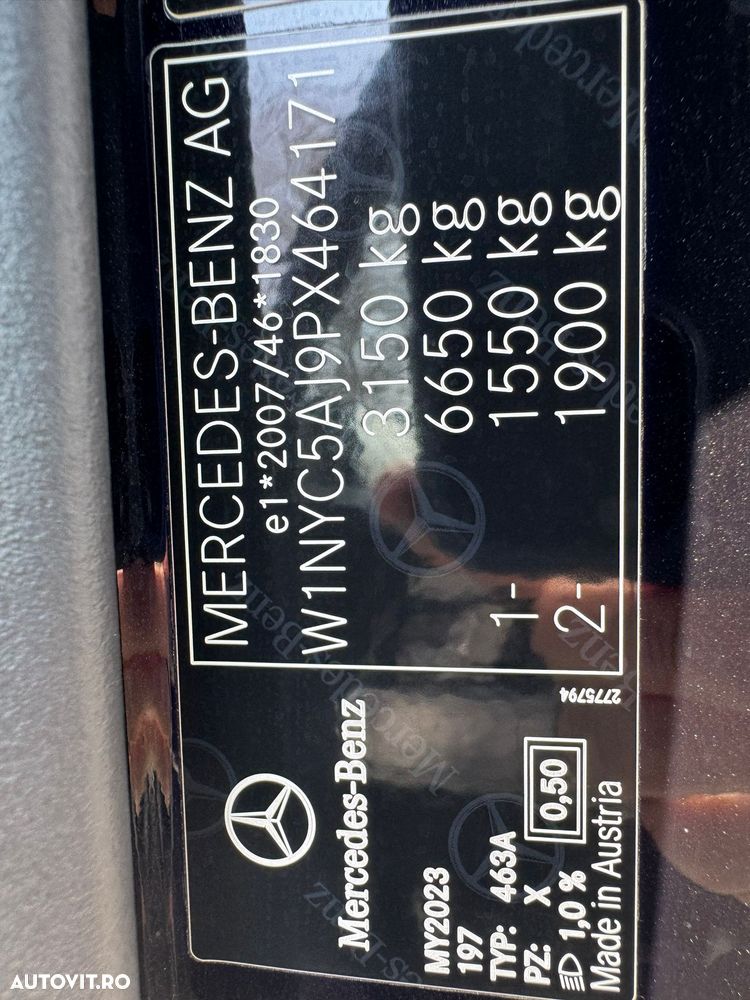 MERCEDES-BENZ AG
e1*2007/46*1830
W1NYC5AJ9PX464171
3150 kg
6650 kg
1- 1550 kg
2- 1900 kg
2775794
Mercedes-Benz
MY2023
197
TYP: 463A
PZ: X
1,0 %
0,50
Made in Austria
AUTOVIT.RO